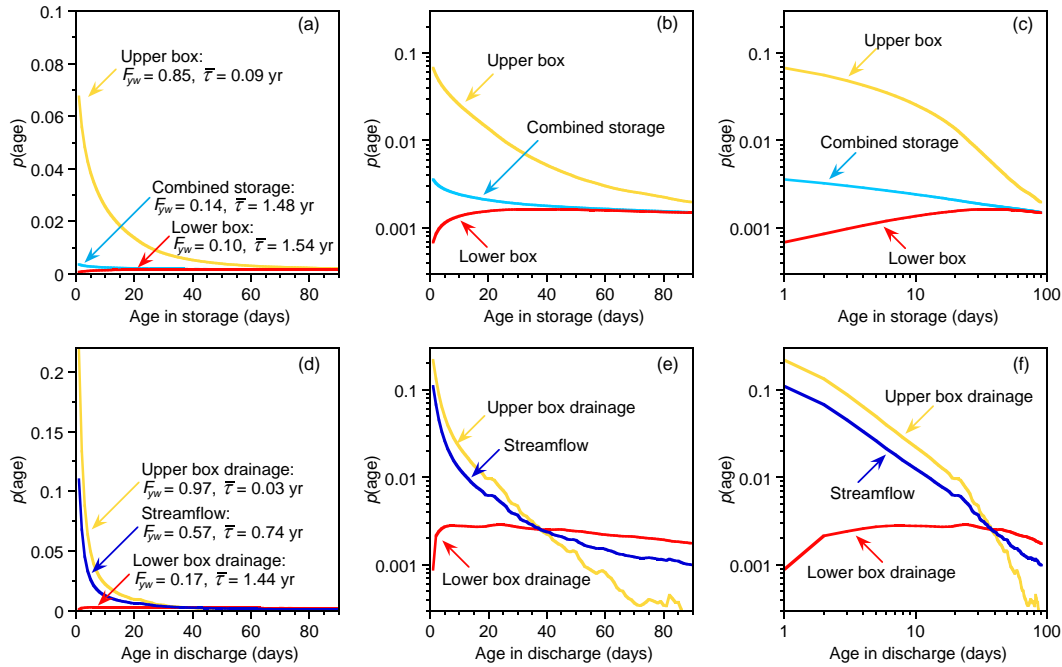 (a)
p(age)
0.1
0.08
0.06
0.04
0.02
0
Upper box:
Fyw = 0.85, τ̅ = 0.09 yr
Combined storage:
Fyw = 0.14, τ̅ = 1.48 yr
Lower box:
Fyw = 0.10, τ̅ = 1.54 yr
0 20 40 60 80
Age in storage (days)
(b)
p(age)
0.1
0.01
0.001
Upper box
Combined storage
Lower box
0 20 40 60 80
Age in storage (days)
(c)
p(age)
0.1
0.01
0.001
Upper box
Combined storage
Lower box
1 10 100
Age in storage (days)
(d)
p(age)
0.2
0.15
0.1
0.05
0
Upper box drainage:
Fyw = 0.97, τ̅ = 0.03 yr
Streamflow:
Fyw = 0.57, τ̅ = 0.74 yr
Lower box drainage:
Fyw = 0.17, τ̅ = 1.44 yr
0 20 40 60 80
Age in discharge (days)
(e)
p(age)
0.1
0.01
0.001
Upper box drainage
Streamflow
Lower box drainage
0 20 40 60 80
Age in discharge (days)
(f)
p(age)
0.1
0.01
0.001
Upper box drainage
Streamflow
Lower box drainage
1 10 100
Age in discharge (days)